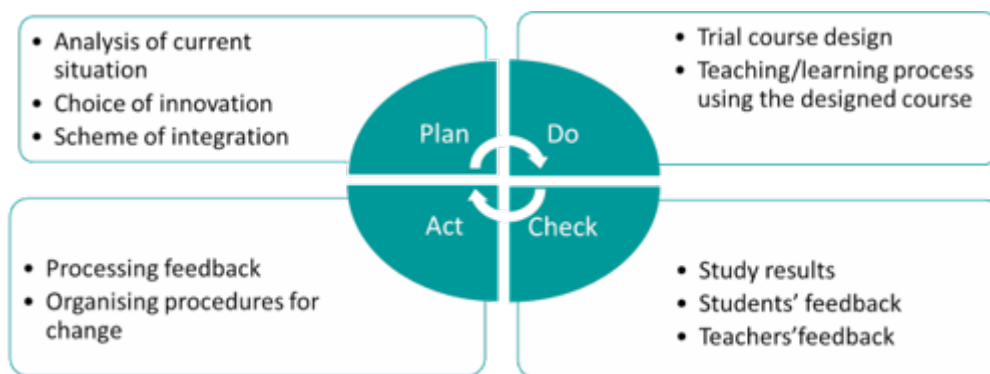 • Analysis of current
situation
• Choice of innovation
• Scheme of integration
Plan
• Trial course design
• Teaching/learning process
using the designed course
Do
• Processing feedback
• Organising procedures for
change
Act
• Study results
• Students' feedback
• Teachers'feedback
Check